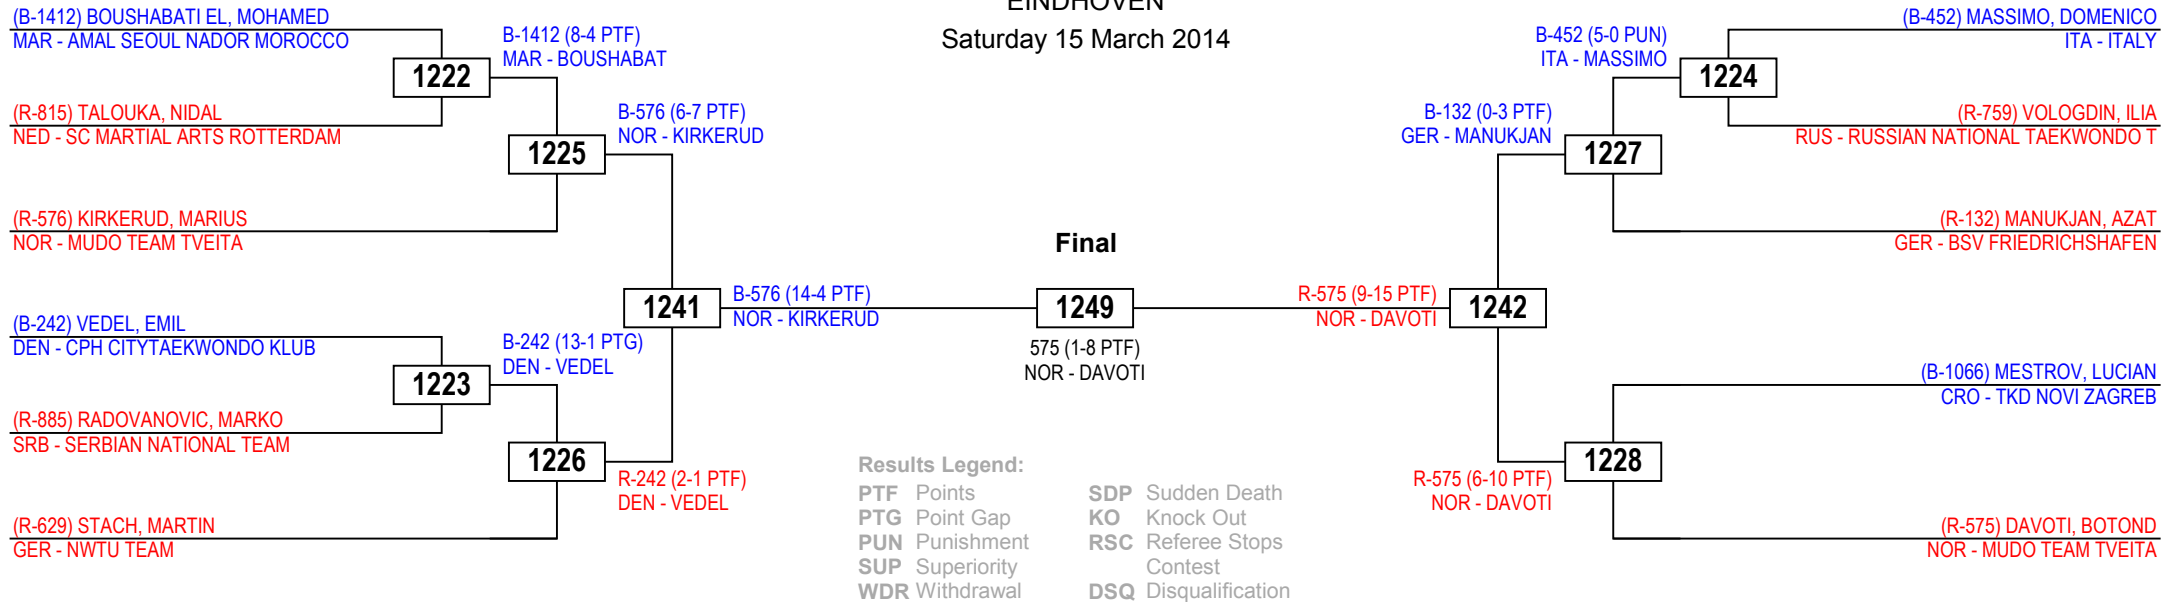 EINDHOVEN
Saturday 15 March 2014
(B-1412) BOUSHABATI EL, MOHAMED
MAR - AMAL SEOUL NADOR MOROCCO
1222
(R-815) TALOUKA, NIDAL
NED - SC MARTIAL ARTS ROTTERDAM
B-1412 (8-4 PTF)
MAR - BOUSHABAT
1225
(R-576) KIRKERUD, MARIUS
NOR - MUDO TEAM TVEITA
B-576 (6-7 PTF)
NOR - KIRKERUD
1241
(B-242) VEDEL, EMIL
DEN - CPH CITYTAEKWONDO KLUB
1223
(R-885) RADOVANOVIC, MARKO
SRB - SERBIAN NATIONAL TEAM
B-242 (13-1 PTG)
DEN - VEDEL
1226
(R-629) STACH, MARTIN
GER - NWTU TEAM
R-242 (2-1 PTF)
DEN - VEDEL
B-576 (14-4 PTF)
NOR - KIRKERUD
Final
1249
575 (1-8 PTF)
NOR - DAVOTI
R-575 (9-15 PTF)
NOR - DAVOTI
1242
B-132 (0-3 PTF)
GER - MANUKJAN
1227
B-452 (5-0 PUN)
ITA - MASSIMO
1224
(B-452) MASSIMO, DOMENICO
ITA - ITALY
(R-759) VOLOGDIN, ILIA
RUS - RUSSIAN NATIONAL TAEKWONDO T
(R-132) MANUKJAN, AZAT
GER - BSV FRIEDRICHSHAFEN
R-575 (6-10 PTF)
NOR - DAVOTI
1228
(B-1066) MESTROV, LUCIAN
CRO - TKD NOVI ZAGREB
(R-575) DAVOTI, BOTOND
NOR - MUDO TEAM TVEITA
Results Legend:
PTF Points
PTG Point Gap
PUN Punishment
SUP Superiority
WDR Withdrawal
SDP Sudden Death
KO Knock Out
RSC Referee Stops
Contest
DSQ Disqualification